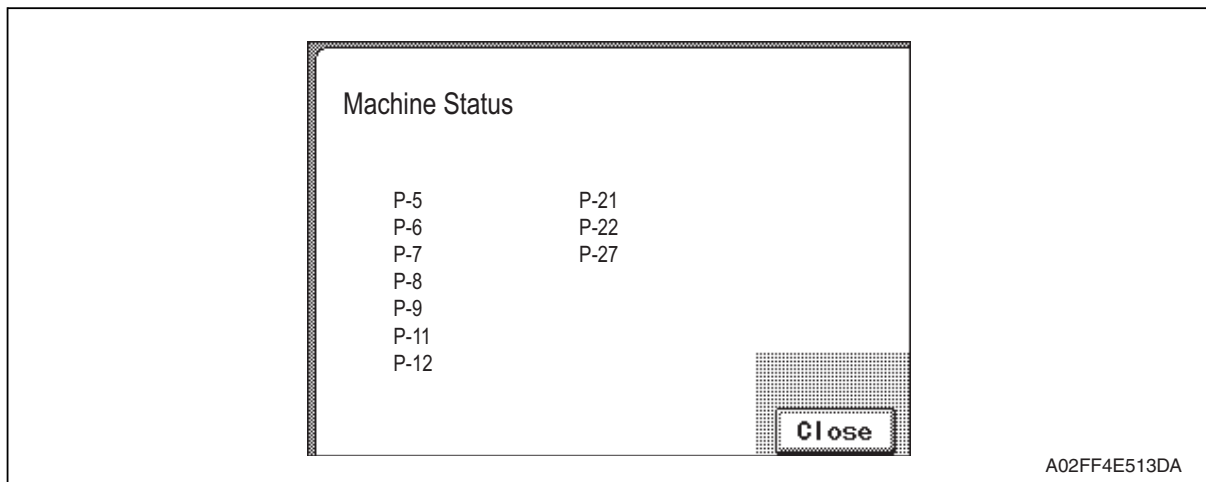 Machine Status
P-5
P-6
P-7
P-8
P-9
P-11
P-12
P-21
P-22
P-27
Close
A02FF4E513DA